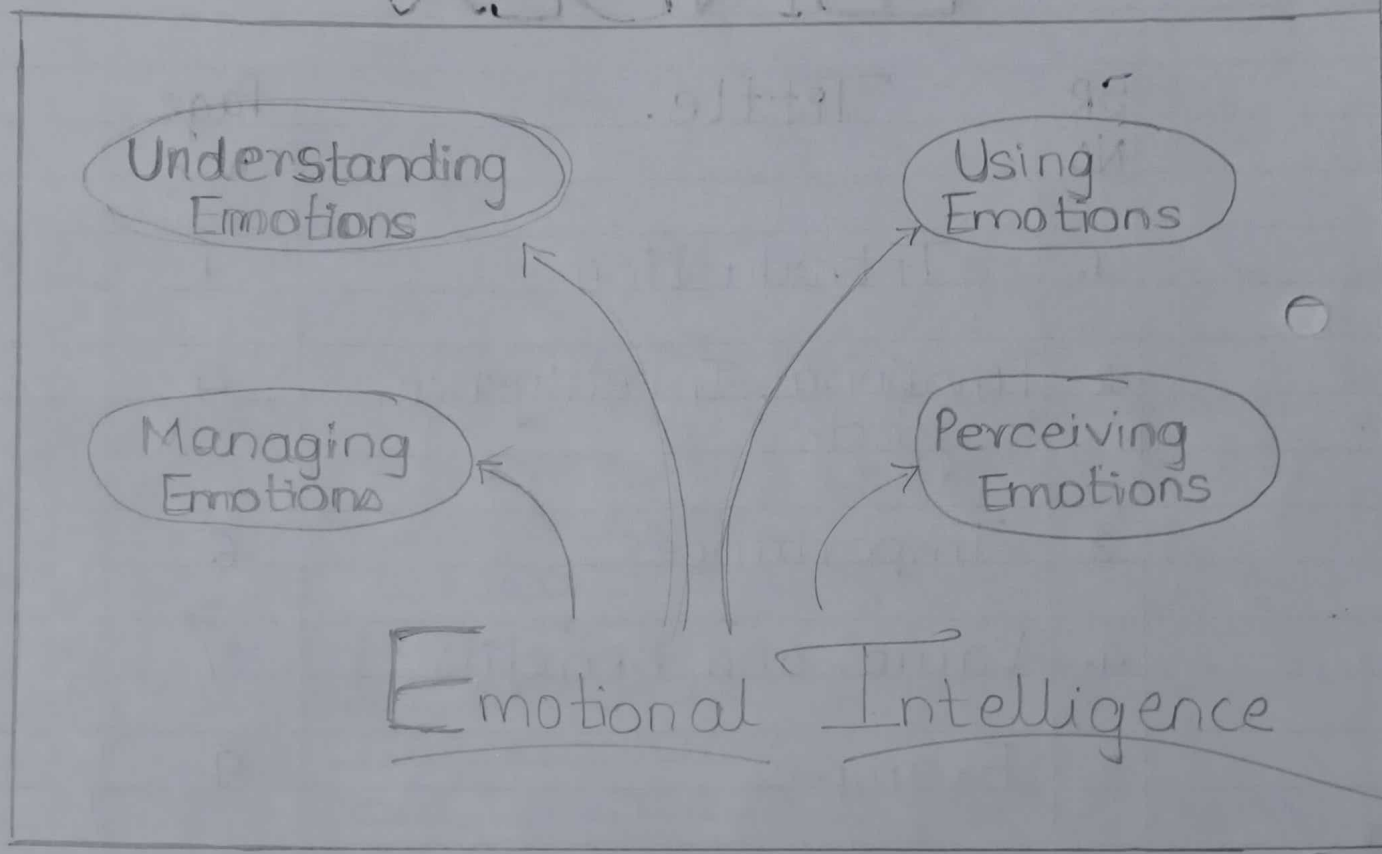 Understanding
Emotions
Using
Emotions
Managing
Emotions
Perceiving
Emotions
Emotional Intelligence